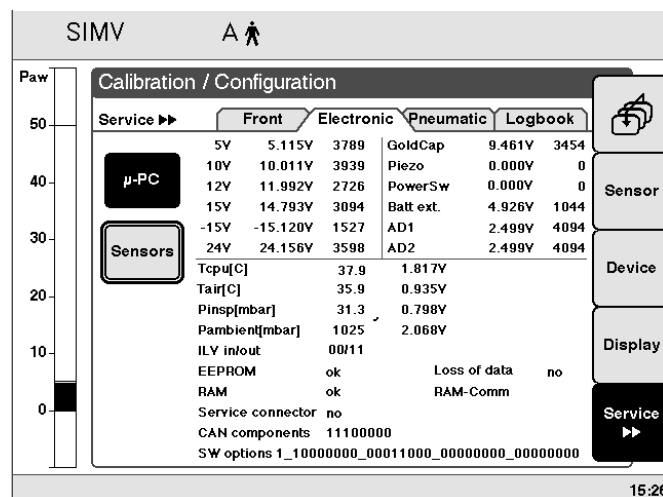 SIMV A
Paw
Calibration / Configuration
50
Service ▶▶ Front Electronic Pneumatic Logbook
5V 5.115V 3789 GoldCap 9.461V 3454
10V 10.011V 3939 Piezo 0.000V 0
μ-PC
40
12V 11.992V 2726 PowerSw 0.000V 0
Sensor
15V 14.793V 3094 Batt ext. 4.926V 1044
30
-15V -15.120V 1527 AD1 2.499V 4094
Sensors
24V 24.156V 3598 AD2 2.499V 4094
Tcpu[C] 37.9 1.817V
Device
Tair[C] 35.9 0.935V
20
Pinsp[mbar] 31.3 0.798V
Pambient[mbar] 1025 2.068V
Display
10
ILV in/out 00/11
EEPROM ok Loss of data no
RAM ok RAM-Comm
0
Service connector no
Service
▶▶
CAN components 11100000
SW options 1_10000000_00011000_00000000_00000000
15:26